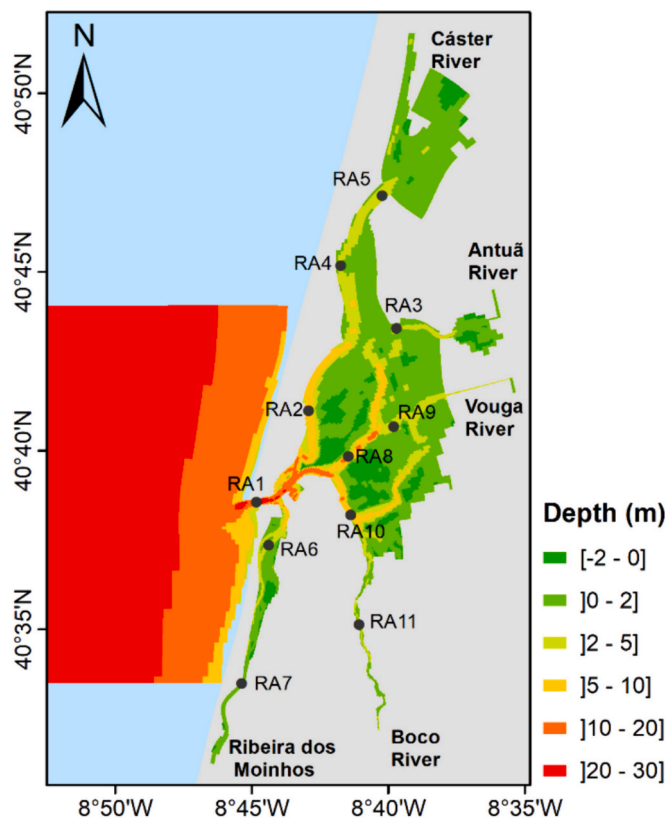 N
Cáster
River
40°50'N
RA5
RA4
Antuã
River
40°45'N
RA3
RA2
Vouga
River
RA9
40°40'N
RA8
RA1
RA10
RA6
Depth (m)
[-2 - 0]
]0 - 2]
]2 - 5]
]5 - 10]
]10 - 20]
]20 - 30]
40°35'N
RA11
RA7
Ribeira dos
Moinhos
Boco
River
8°50'W
8°45'W
8°40'W
8°35'W